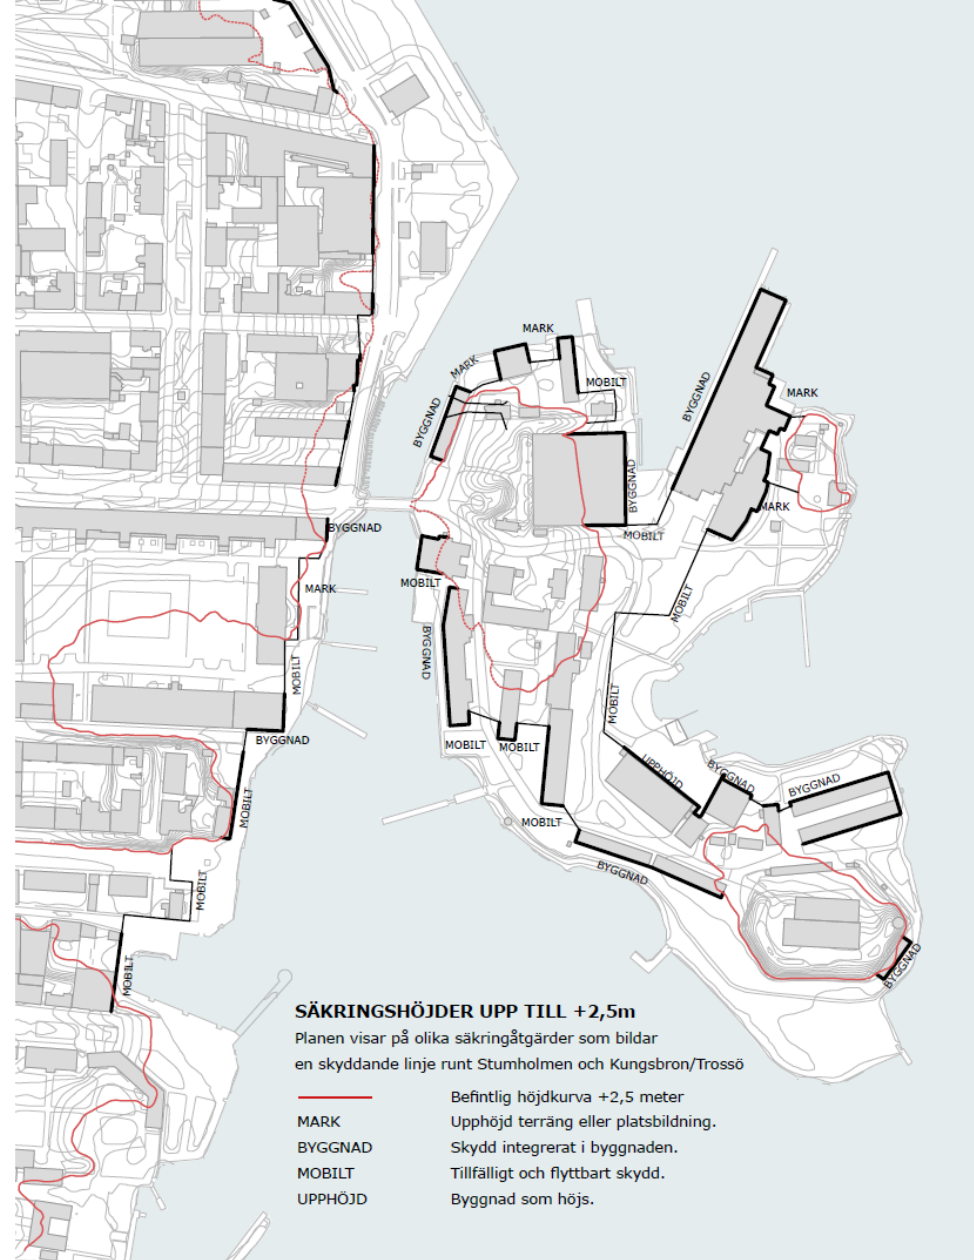 MARK
MARK
MOBILT
BYGGNAD
BYGGNAD
MARK
BYGGNAD
MARK
BYGGNAD
MOBILT
MOBILT
MARK
MOBILT
BYGGNAD
MOBILT
MOBILT
MOBILT
BYGGNAD
MOBILT
MOBILT
UPPHÖJD
BYGGNAD
BYGGNAD
MOBILT
MOBILT
BYGGNAD
MOBILT
BYGGNAD
MOBILT
SÄKRINGSHÖJDER UPP TILL +2,5m
Planen visar på olika säkringåtgärder som bildar
en skyddande linje runt Stumholmen och Kungsbron/Trossö
Befintlig höjdkurva +2,5 meter
MARK Upphöjd terräng eller platsbildning.
BYGGNAD Skydd integrerat i byggnaden.
MOBILT Tillfälligt och flyttbart skydd.
UPPHÖJD Byggnad som höjs.